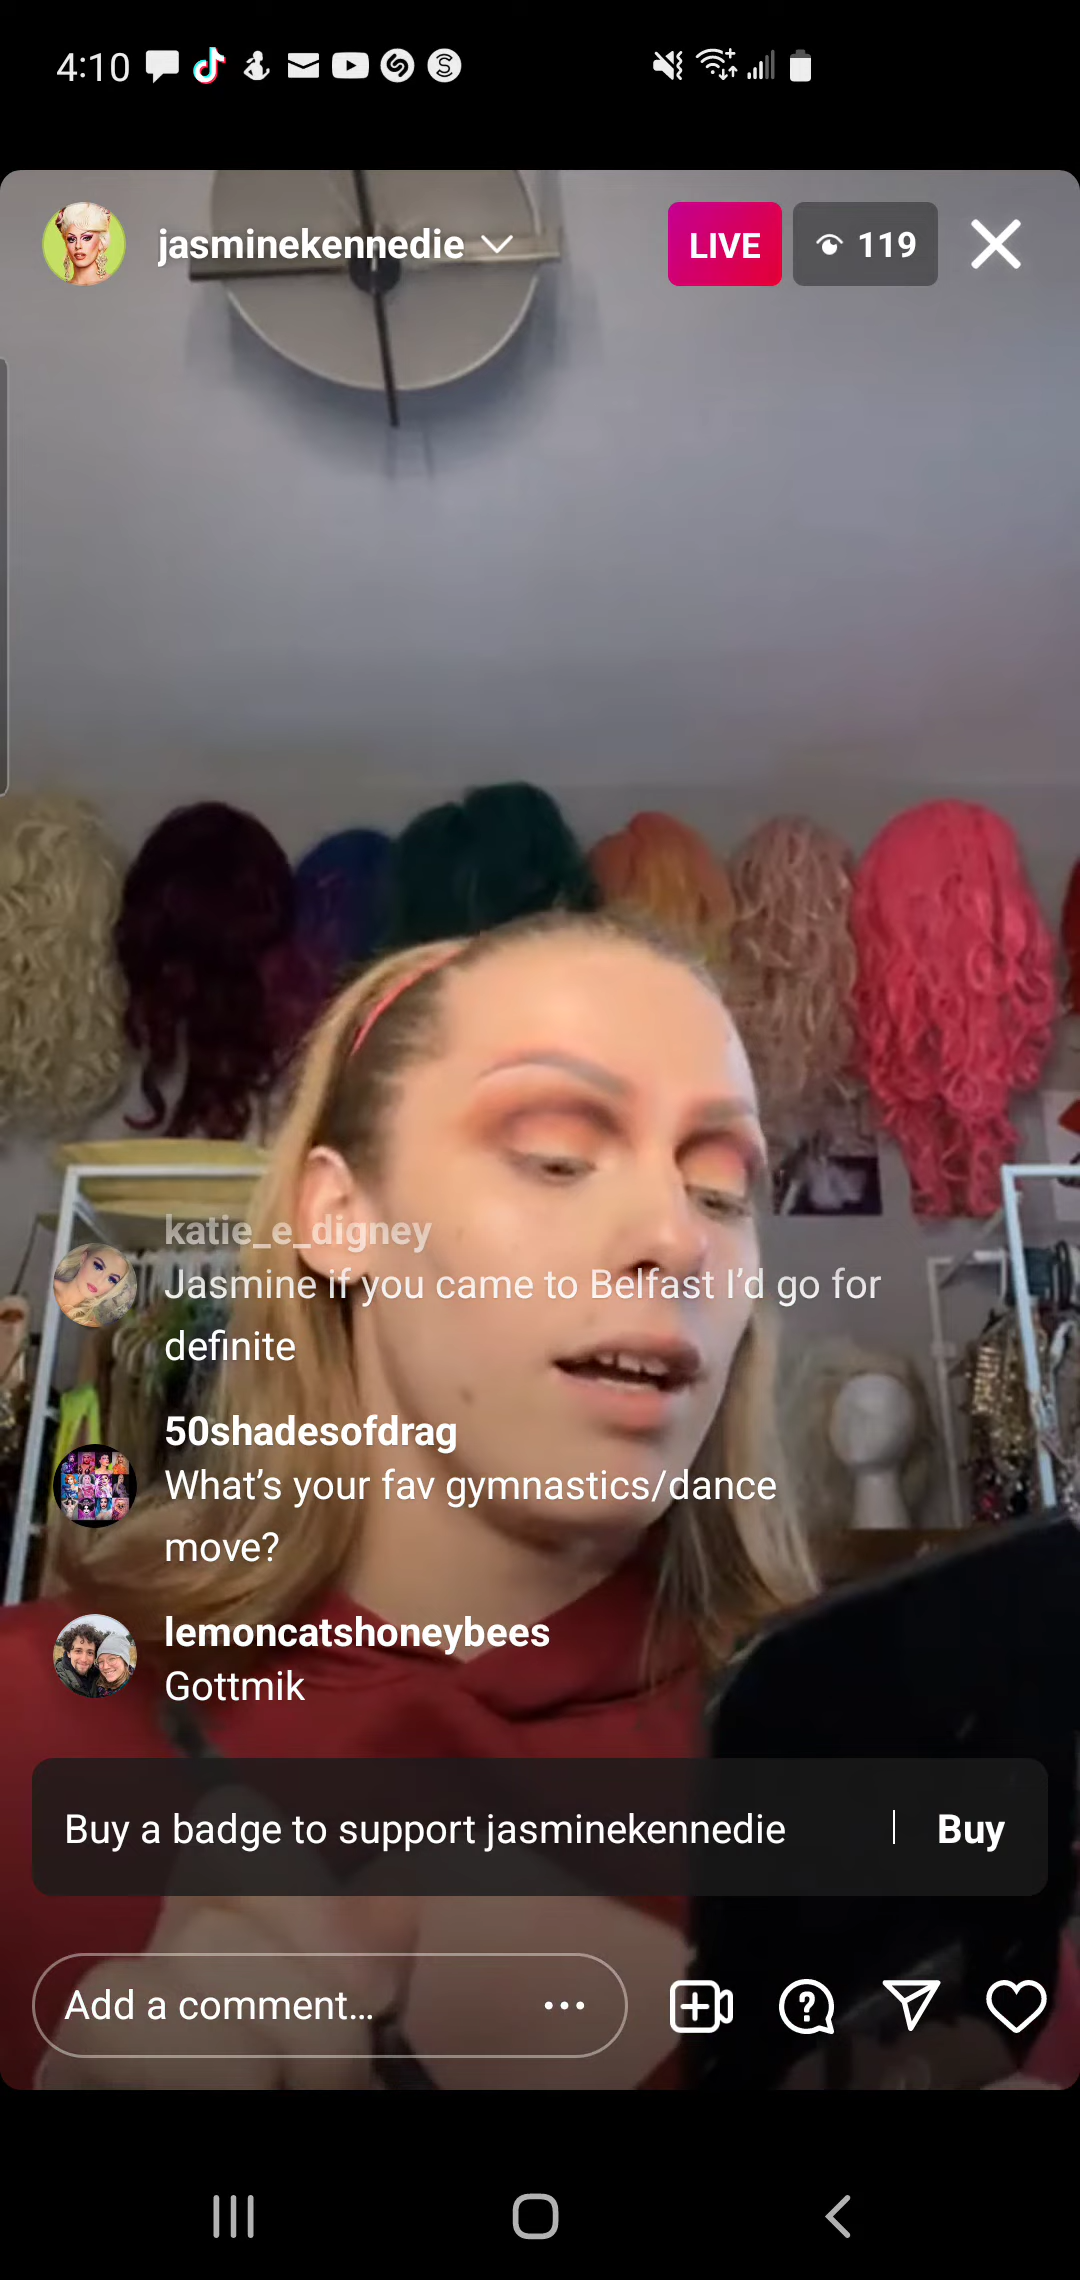 4:10
jasminekennedie
LIVE
119
katie_e_digney
Jasmine if you came to Belfast I’d go for
definite
50shadesofdrag
What’s your fav gymnastics/dance
move?
lemoncatshoneybees
Gottmik
Buy a badge to support jasminekennedie | Buy
Add a comment...